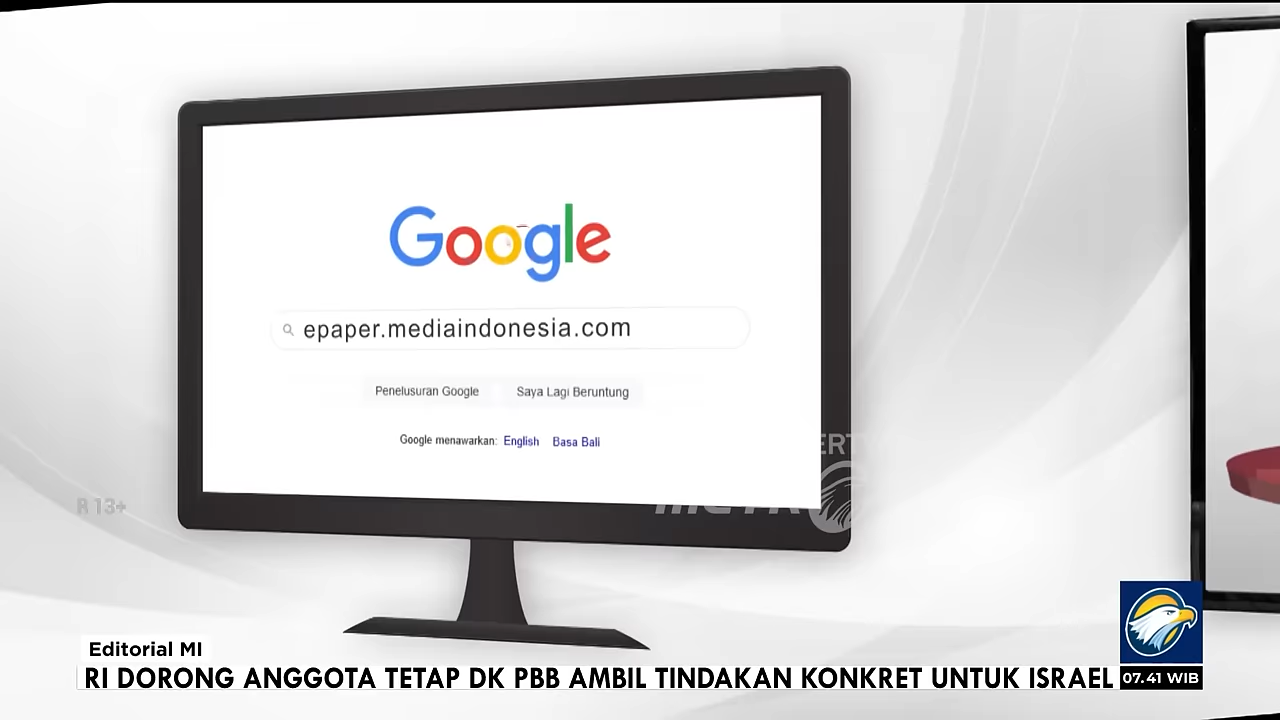 Google
epaper.mediaindonesia.com
Penelusuran Google Saya Lagi Beruntung
Google menawarkan: English Basa Bali
R 13+
Editorial MI
RI DORONG ANGGOTA TETAP DK PBB AMBIL TINDAKAN KONKRET UNTUK ISRAEL
07.41 WIB